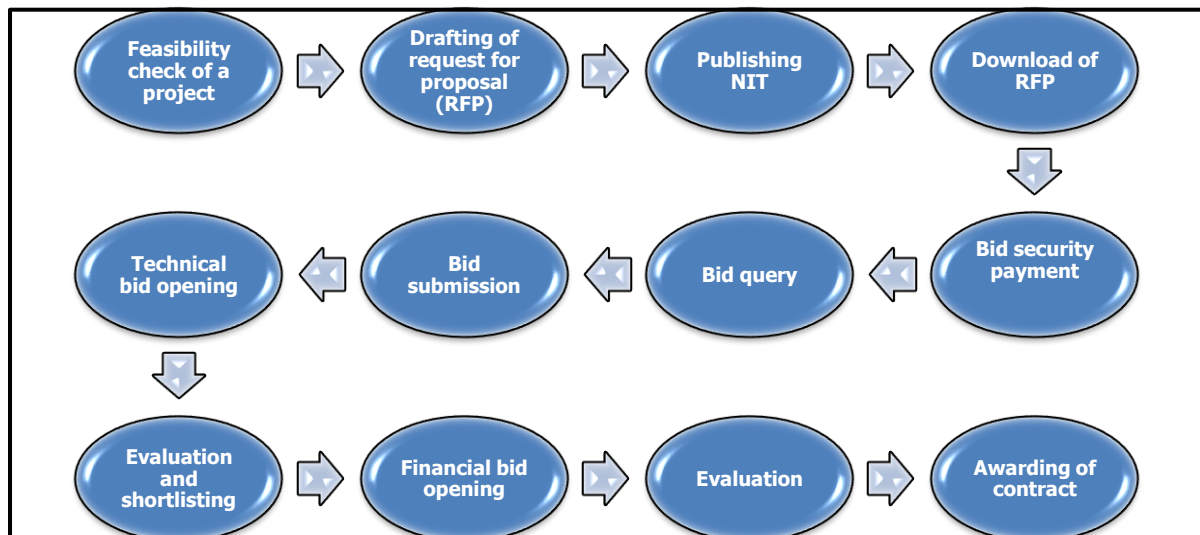 Feasibility
check of a
project
Drafting of
request for
proposal
(RFP)
Publishing
NIT
Download of
RFP
Bid security
payment
Bid query
Bid
submission
Technical
bid opening
Evaluation
and
shortlisting
Financial bid
opening
Evaluation
Awarding of
contract